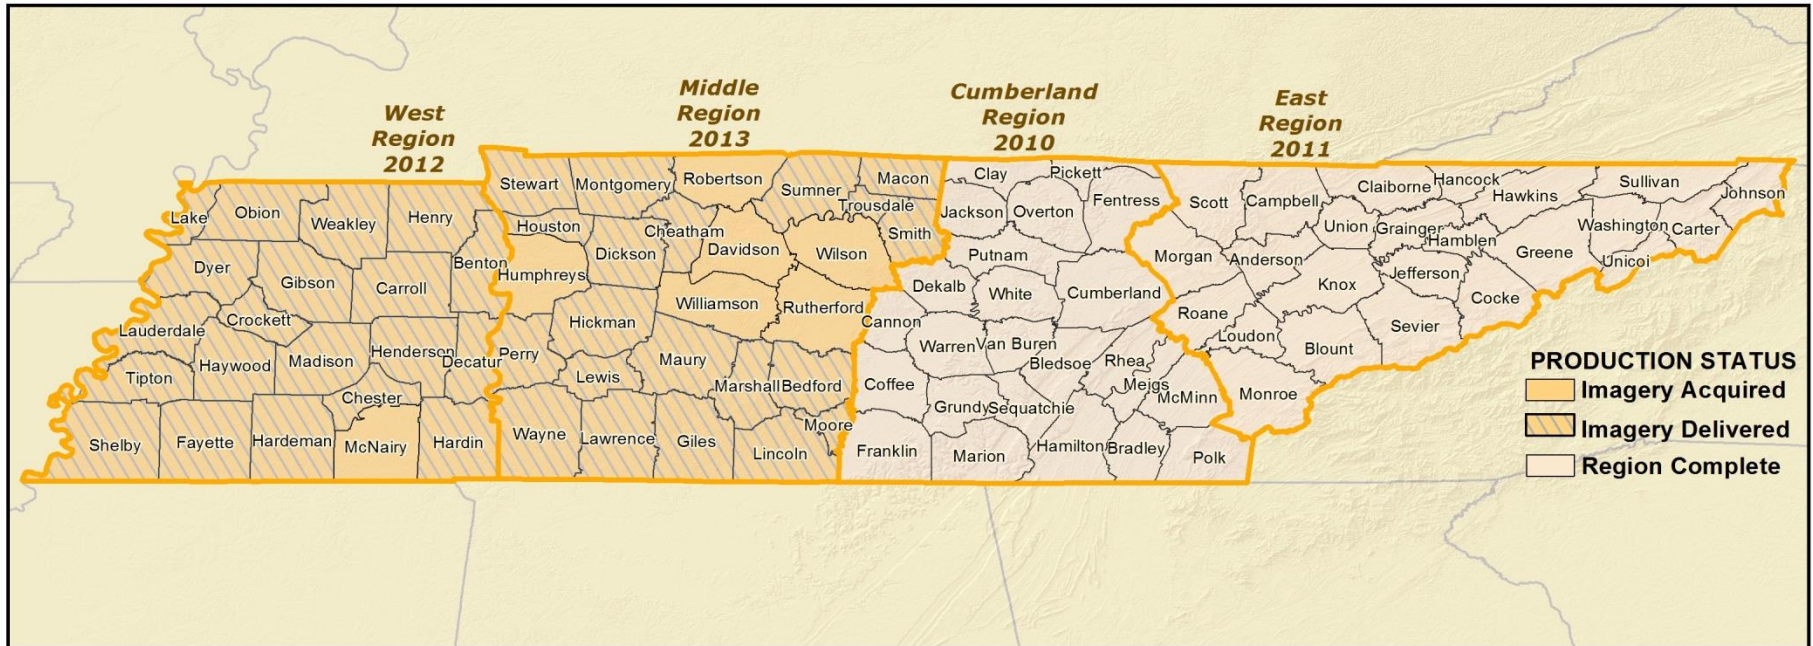 West
Region
2012
Middle
Region
2013
Cumberland
Region
2010
East
Region
2011
Lake
Obion
Weakley
Henry
Dyer
Gibson
Carroll
Benton
Lauderdale
Crockett
Tipton
Haywood
Madison
Henderson
Decatur
Chester
Shelby
Fayette
Hardeman
McNairy
Hardin
Stewart
Montgomery
Robertson
Sumner
Macon
Trousdale
Houston
Dickson
Cheatham
Davidson
Wilson
Smith
Humphreys
Williamson
Rutherford
Hickman
Perry
Lewis
Maury
Marshall
Bedford
Moore
Wayne
Lawrence
Giles
Lincoln
Clay
Pickett
Jackson
Overton
Fentress
Putnam
Dekalb
White
Cumberland
Cannon
Warren
Van Buren
Bledsoe
Rhea
Meigs
McMinn
Coffee
Grundy
Sequatchie
Franklin
Marion
Hamilton
Bradley
Polk
Scott
Campbell
Claiborne
Hancock
Hawkins
Sullivan
Johnson
Union
Grainger
Hamblen
Washington
Carter
Morgan
Anderson
Knox
Jefferson
Greene
Unicoi
Roane
Loudon
Blount
Sevier
Cocke
Monroe
PRODUCTION STATUS
Imagery Acquired
Imagery Delivered
Region Complete